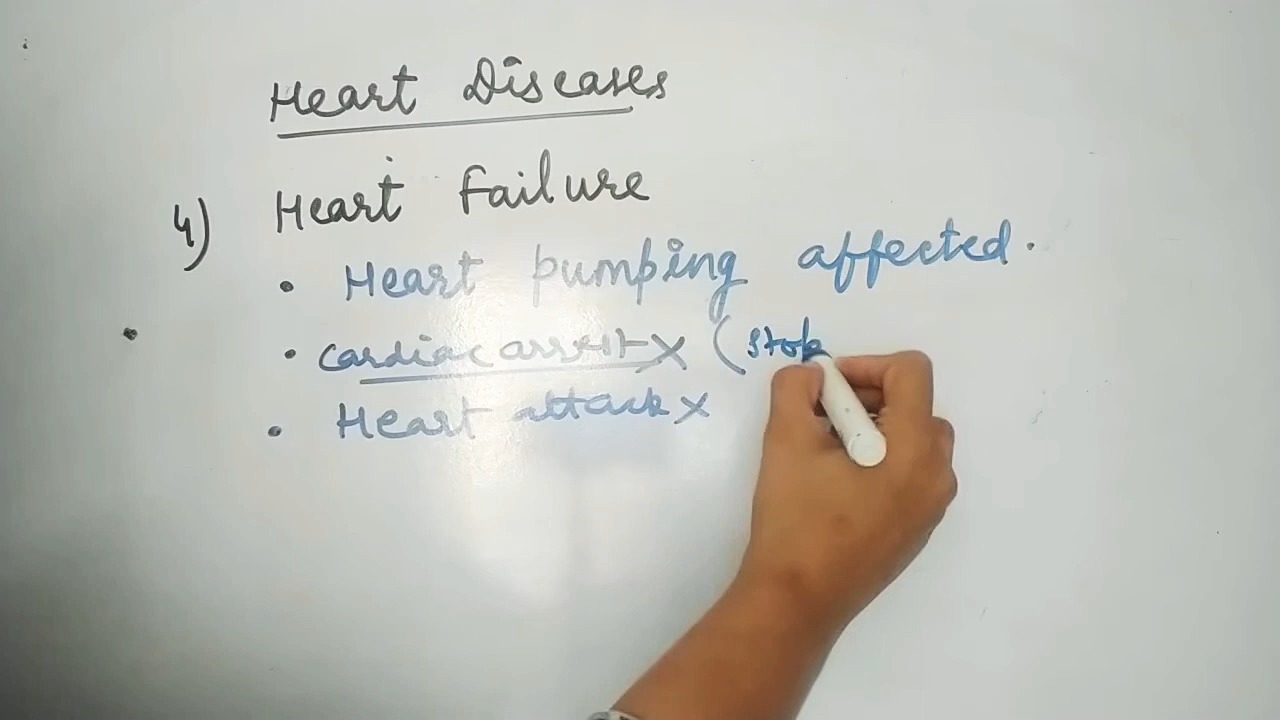 Heart Diseases
4) Heart Failure
• Heart pumping affected.
• cardiac arrest X (stop
• Heart attack X